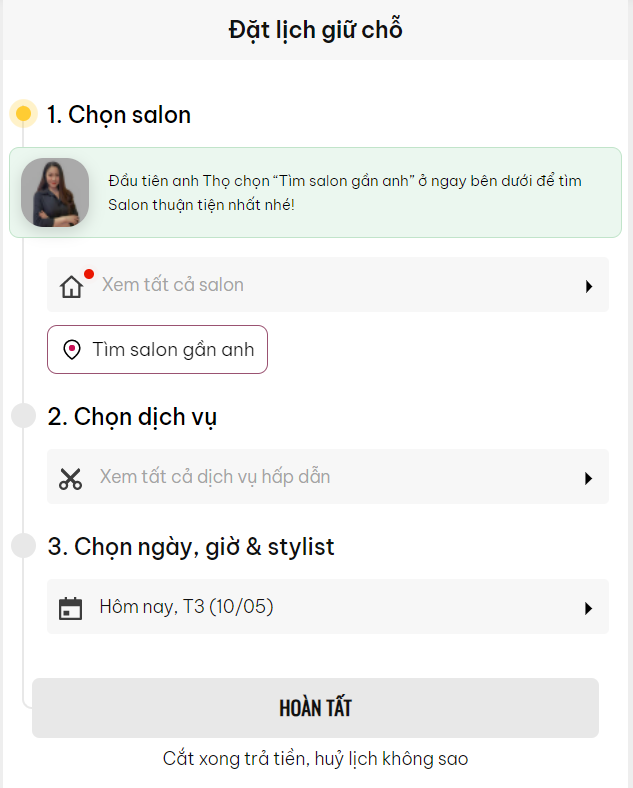 Đặt lịch giữ chỗ
1. Chọn salon
Đầu tiên anh Thọ chọn “Tìm salon gần anh” ở ngay bên dưới để tìm
Salon thuận tiện nhất nhé!
Xem tất cả salon
Tìm salon gần anh
2. Chọn dịch vụ
Xem tất cả dịch vụ hấp dẫn
3. Chọn ngày, giờ & stylist
Hôm nay, T3 (10/05)
HOÀN TẤT
Cắt xong trả tiền, huỷ lịch không sao